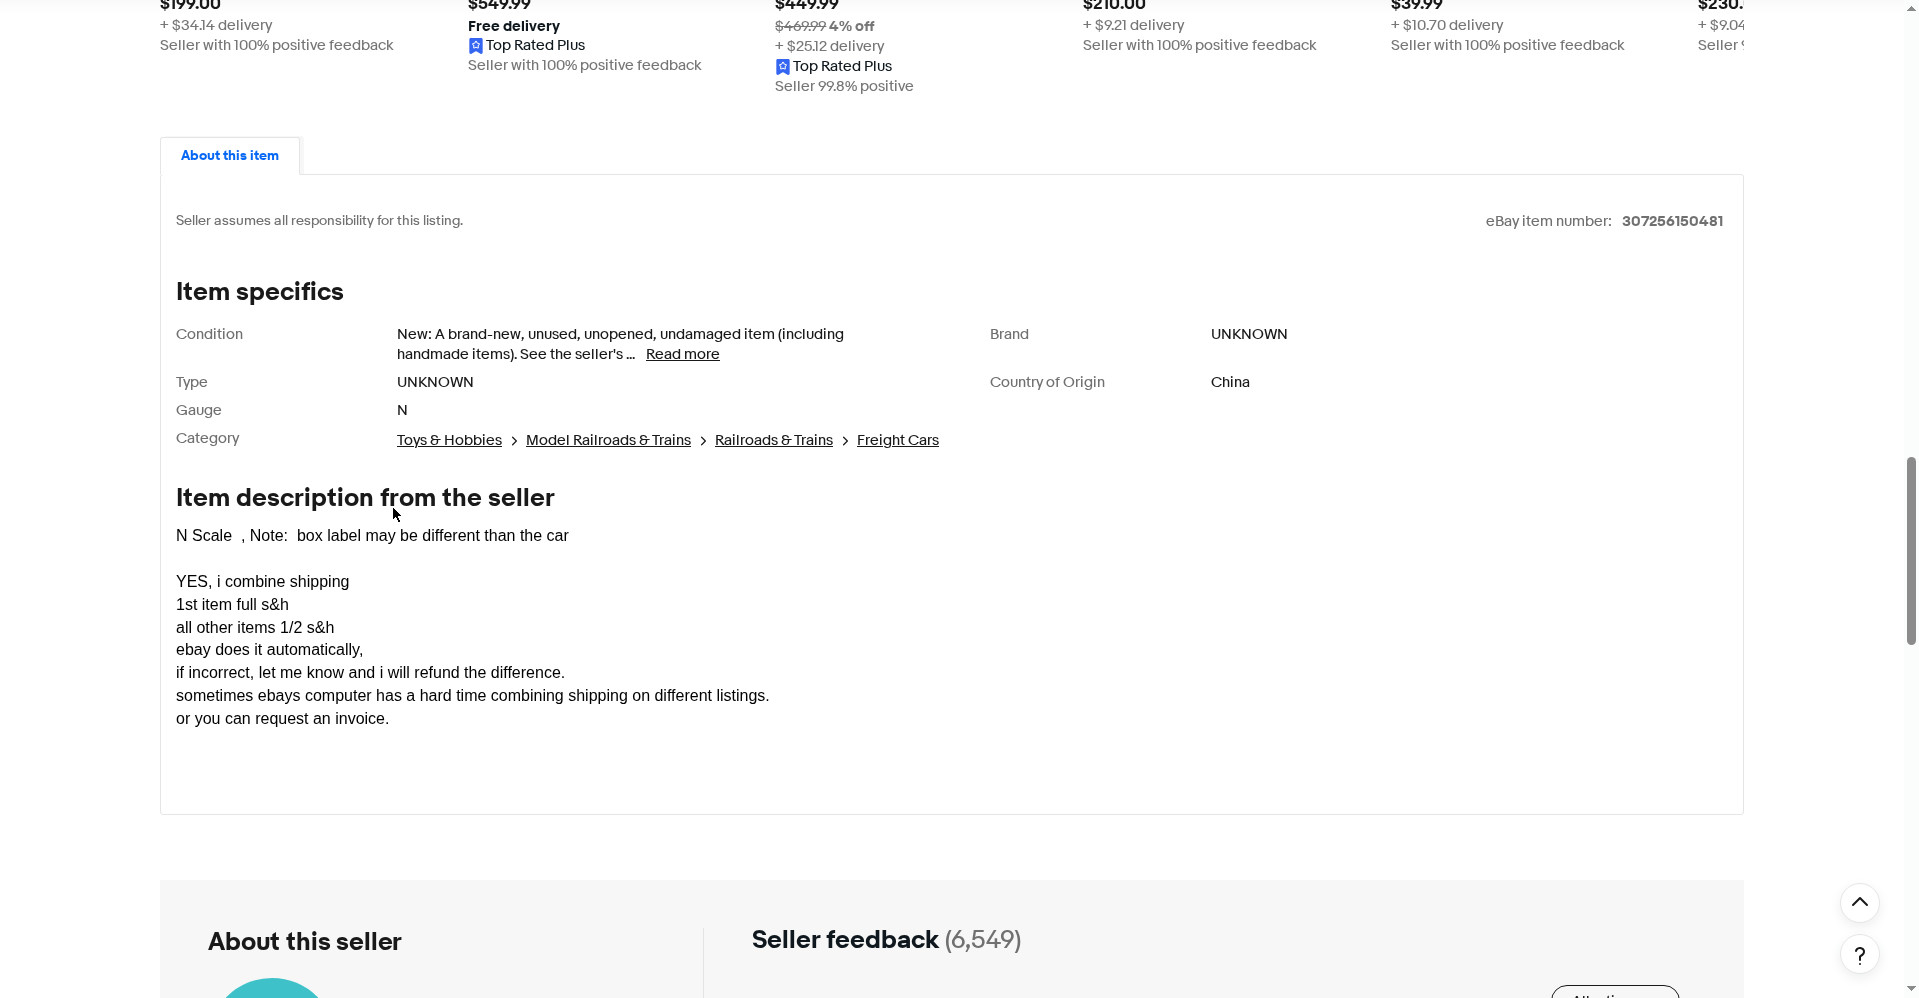 $199.00 $549.99 $449.99 $210.00 $39.99 $230.
+ $34.14 delivery
Seller with 100% positive feedback
Free delivery
Top Rated Plus
Seller with 100% positive feedback
$469.99 4% off
+ $25.12 delivery
Top Rated Plus
Seller 99.8% positive
+ $9.21 delivery
Seller with 100% positive feedback
+ $10.70 delivery
Seller with 100% positive feedback
+ $9.04
Seller
About this item
Seller assumes all responsibility for this listing.
eBay item number: 307256150481
Item specifics
Condition
New: A brand-new, unused, unopened, undamaged item (including
handmade items). See the seller's ... Read more
Brand UNKNOWN
Type UNKNOWN
Country of Origin China
Gauge N
Category Toys & Hobbies > Model Railroads & Trains > Railroads & Trains > Freight Cars
Item description from the seller
N Scale , Note: box label may be different than the car
YES, i combine shipping
1st item full s&h
all other items 1/2 s&h
ebay does it automatically,
if incorrect, let me know and i will refund the difference.
sometimes ebays computer has a hard time combining shipping on different listings.
or you can request an invoice.
About this seller
Seller feedback (6,549)
?